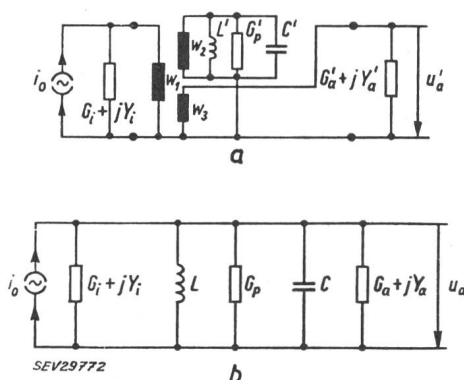 L' G'p C'
w2
i0 Gi + jYi w1 w3 G'a + jY'a u'a
a
i0 Gi + jYi L Gp C Ga + jYa ua
SEV29772
b